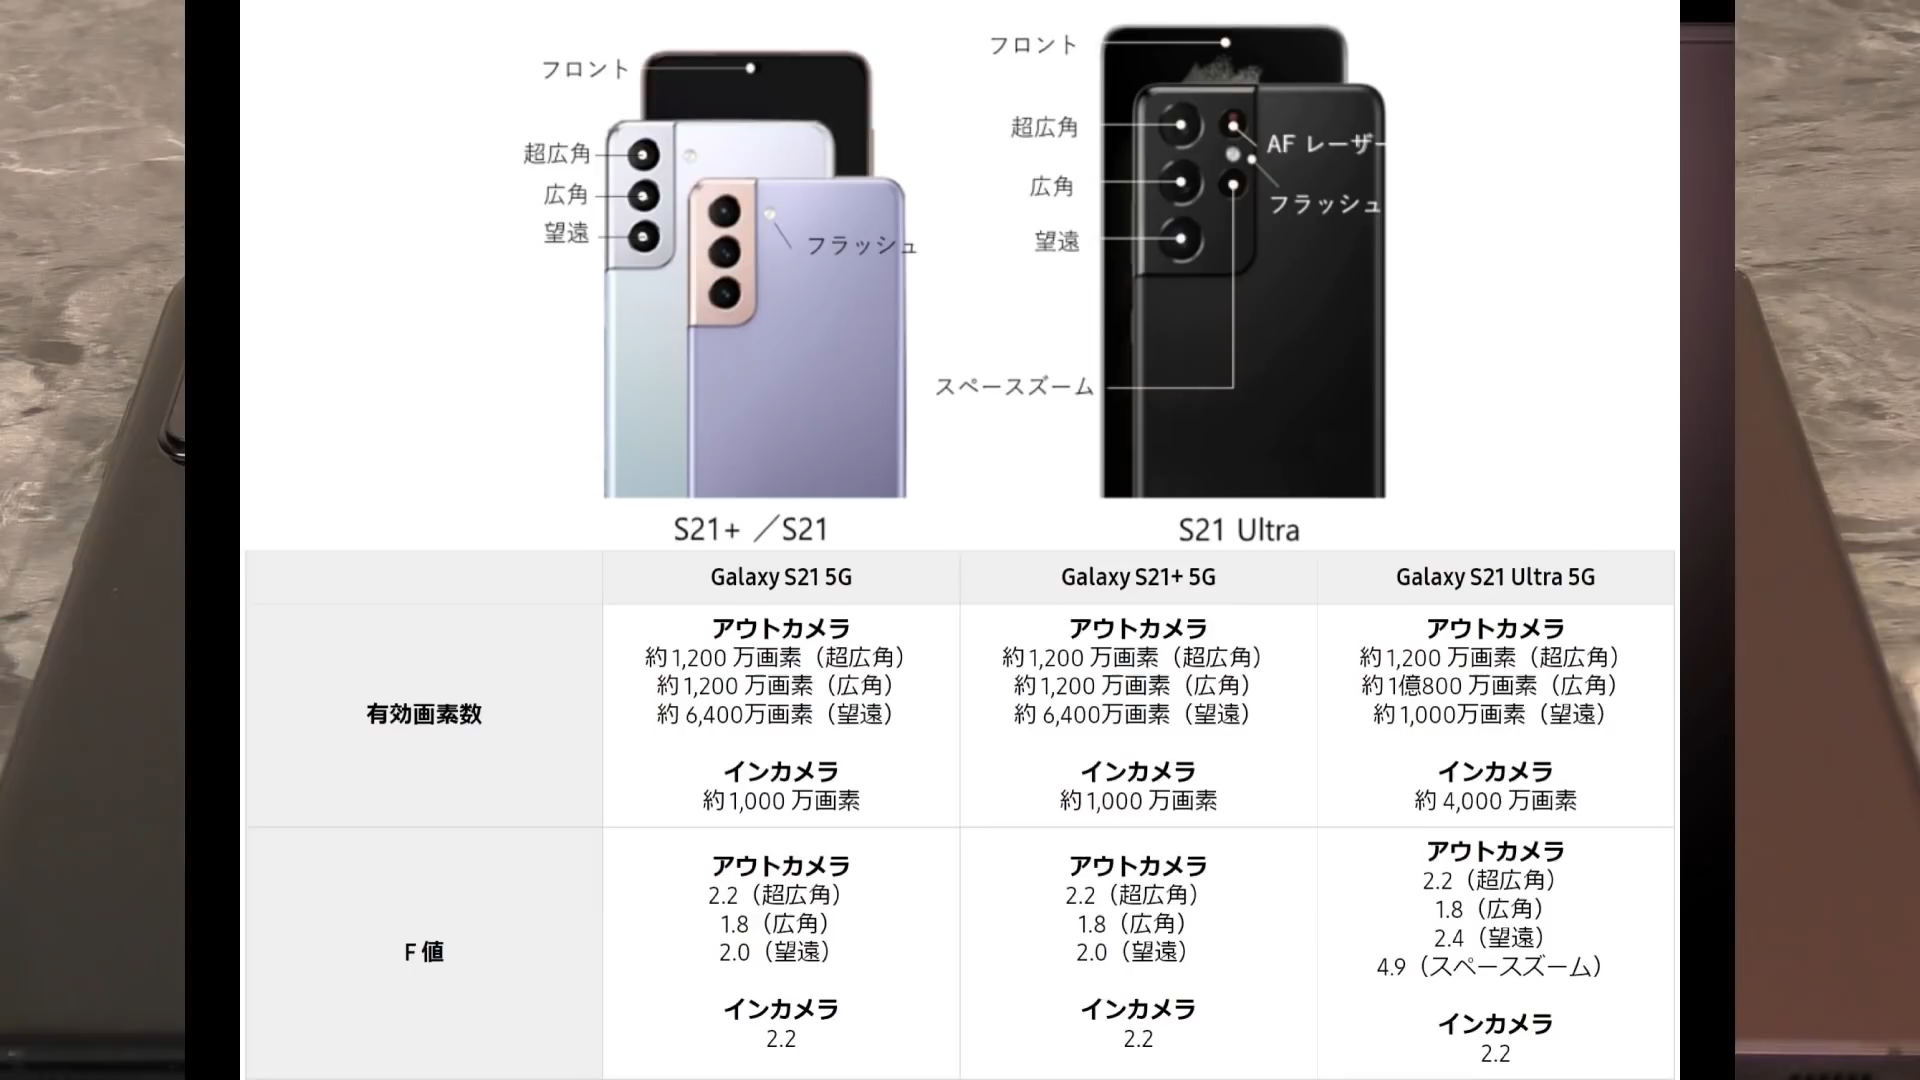 フロント
超広角
広角
望遠
フラッシュ
S21+ ／S21
フロント
超広角
広角
望遠
AF レーザー
フラッシュ
スペースズーム
S21 Ultra
Galaxy S21 5G
Galaxy S21+ 5G
Galaxy S21 Ultra 5G
有効画素数
アウトカメラ
約1,200 万画素（超広角）
約1,200 万画素（広角）
約 6,400万画素（望遠）
インカメラ
約1,000 万画素
アウトカメラ
約1,200 万画素（超広角）
約1,200 万画素（広角）
約 6,400万画素（望遠）
インカメラ
約1,000 万画素
アウトカメラ
約1,200 万画素（超広角）
約 1億800 万画素（広角）
約1,000万画素（望遠）
インカメラ
約 4,000 万画素
F 値
アウトカメラ
2.2（超広角）
1.8（広角）
2.0（望遠）
インカメラ
2.2
アウトカメラ
2.2（超広角）
1.8（広角）
2.0（望遠）
インカメラ
2.2
アウトカメラ
2.2（超広角）
1.8（広角）
2.4（望遠）
4.9（スペースズーム）
インカメラ
2.2